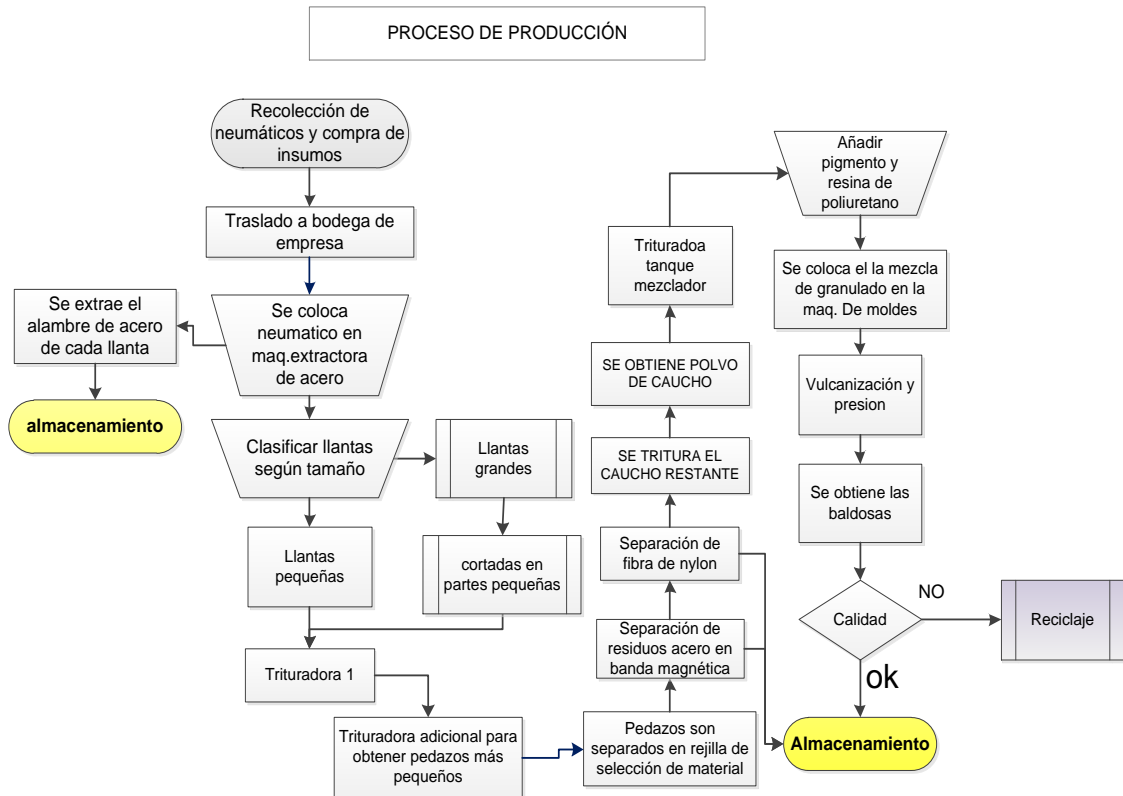 PROCESO DE PRODUCCIÓN
Recolección de
neumáticos y compra de
insumos
Traslado a bodega de
empresa
Se coloca
neumatico en
maq.extractora
de acero
Se extrae el
alambre de acero
de cada llanta
almacenamiento
Clasificar llantas
según tamaño
Llantas
grandes
cortadas en
partes pequeñas
Llantas
pequeñas
Trituradora 1
Trituradora adicional para
obtener pedazos más
pequeños
Pedazos son
separados en rejilla de
selección de material
Separación de
residuos acero en
banda magnética
Separación de
fibra de nylon
SE TRITURA EL
CAUCHO RESTANTE
SE OBTIENE POLVO
DE CAUCHO
Trituradoa
tanque
mezclador
Añadir
pigmento y
resina de
poliuretano
Se coloca el la mezcla
de granulado en la
maq. De moldes
Vulcanización y
presion
Se obtiene las
baldosas
Calidad
NO
Reciclaje
ok
Almacenamiento